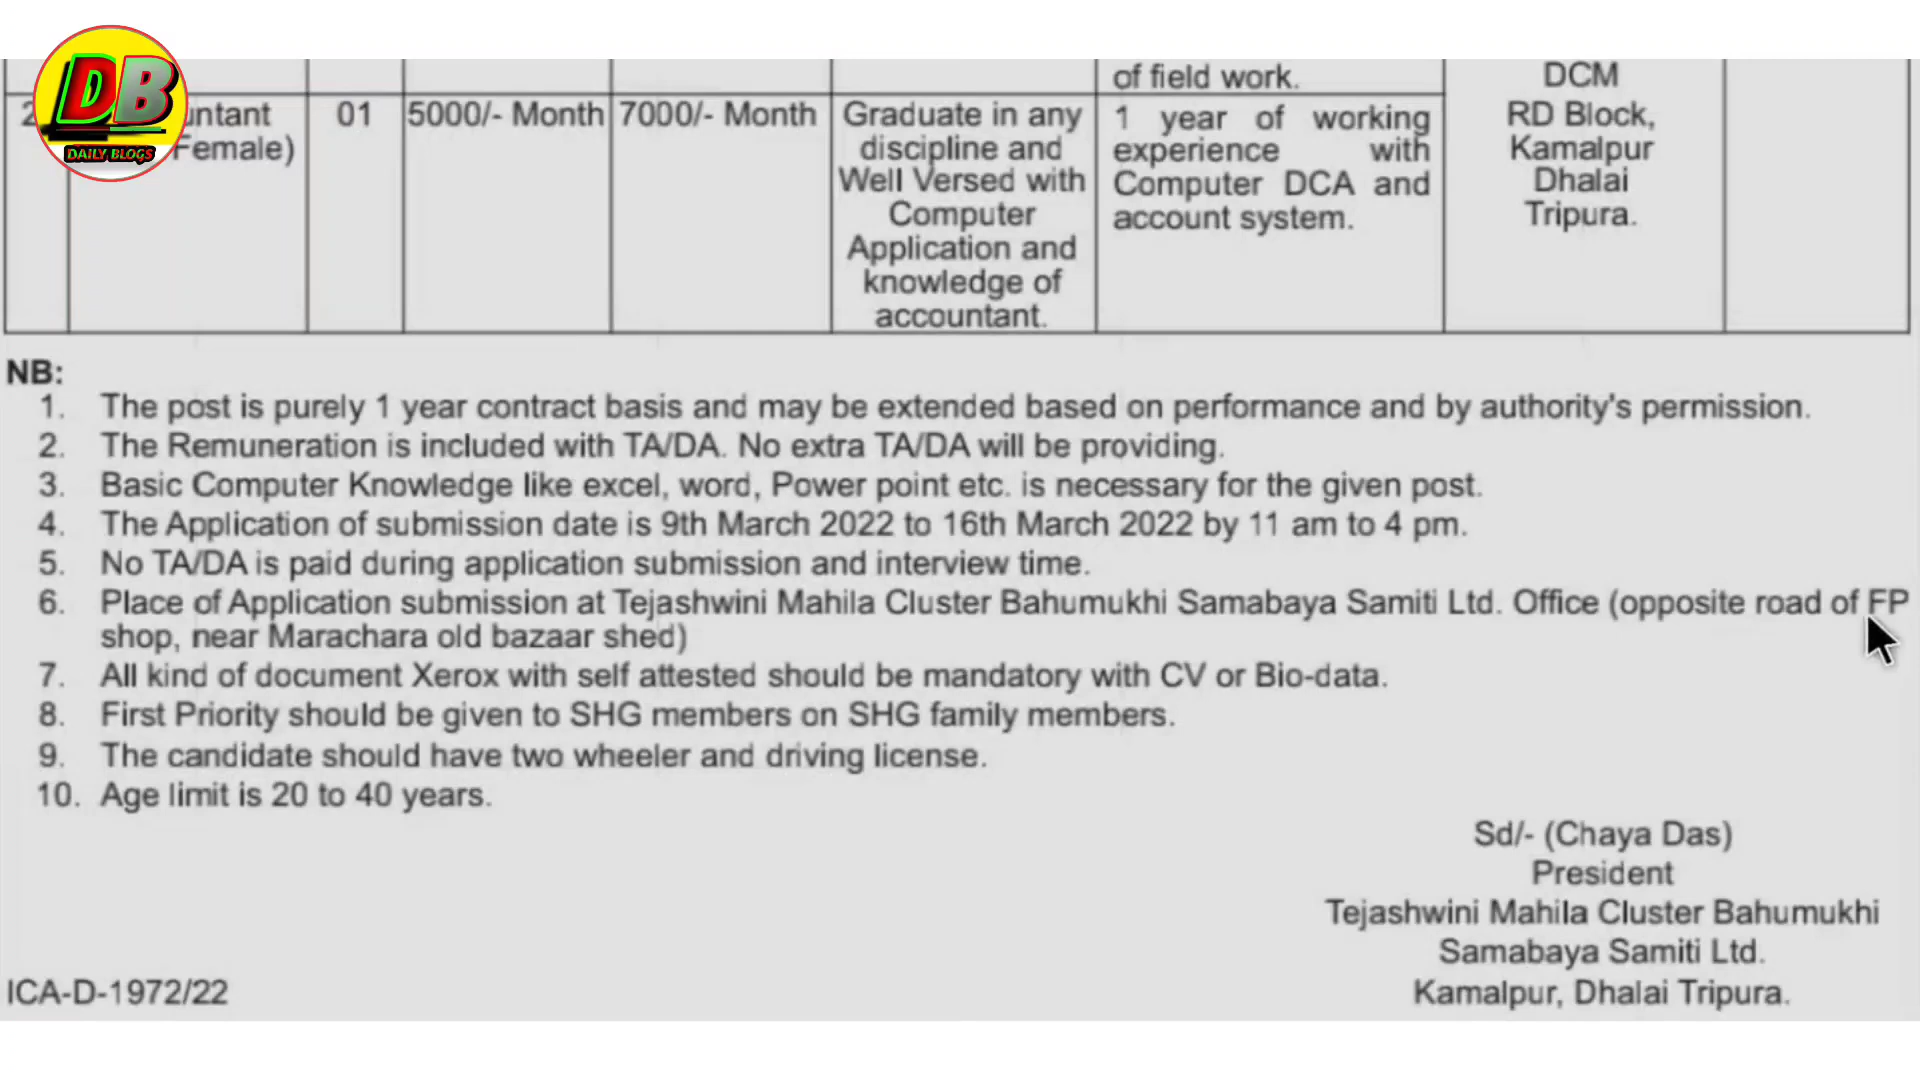 of field work.
DCM
2
untant
Female)
01
5000/- Month
7000/- Month
Graduate in any
discipline and
Well Versed with
Computer
Application and
knowledge of
accountant.
1 year of working
experience with
Computer DCA and
account system.
RD Block,
Kamalpur
Dhalai
Tripura.
DB
DAILY BLOGS
NB:
1. The post is purely 1 year contract basis and may be extended based on performance and by authority's permission.
2. The Remuneration is included with TA/DA. No extra TA/DA will be providing.
3. Basic Computer Knowledge like excel, word, Power point etc. is necessary for the given post.
4. The Application of submission date is 9th March 2022 to 16th March 2022 by 11 am to 4 pm.
5. No TA/DA is paid during application submission and interview time.
6. Place of Application submission at Tejashwini Mahila Cluster Bahumukhi Samabaya Samiti Ltd. Office (opposite road of FP
shop, near Marachara old bazaar shed)
7. All kind of document Xerox with self attested should be mandatory with CV or Bio-data.
8. First Priority should be given to SHG members on SHG family members.
9. The candidate should have two wheeler and driving license.
10. Age limit is 20 to 40 years.
Sd/- (Chaya Das)
President
Tejashwini Mahila Cluster Bahumukhi
Samabaya Samiti Ltd.
Kamalpur, Dhalai Tripura.
ICA-D-1972/22